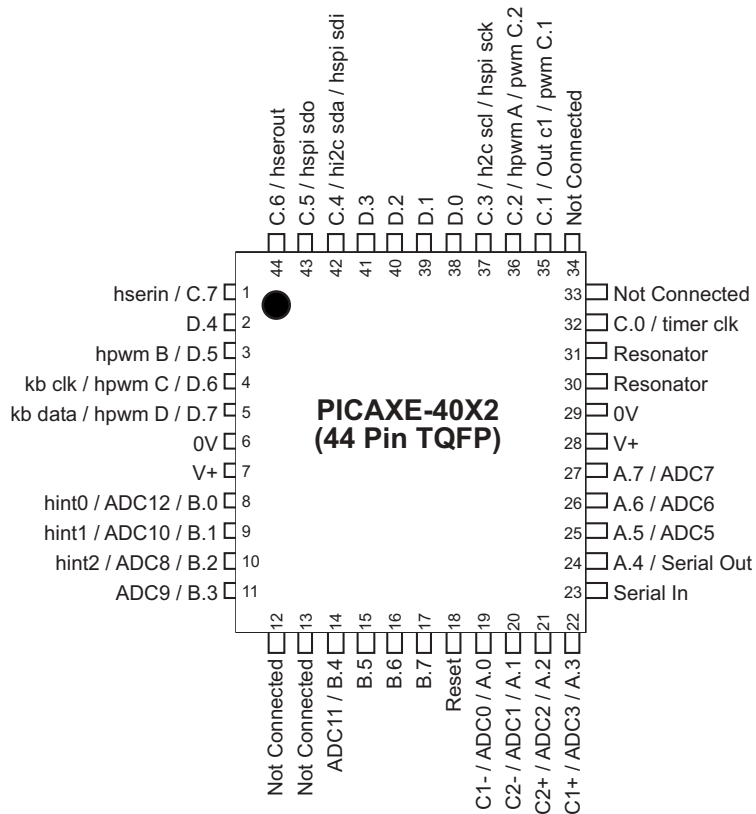 C.6 / hserout
C.5 / hspi sdo
C.4 / hi2c sda / hspi sdi
D.3
D.2
D.1
D.0
C.3 / h2c scl / hspi sck
C.2 / hpwm A / pwm C.2
C.1 / Out c1 / pwm C.1
Not Connected
44
43
42
41
40
39
38
37
36
35
34
hserin / C.7 1
D.4 2
hpwm B / D.5 3
kb clk / hpwm C / D.6 4
kb data / hpwm D / D.7 5
0V 6
V+ 7
hint0 / ADC12 / B.0 8
hint1 / ADC10 / B.1 9
hint2 / ADC8 / B.2 10
ADC9 / B.3 11
PICAXE-40X2
(44 Pin TQFP)
33 Not Connected
32 C.0 / timer clk
31 Resonator
30 Resonator
29 0V
28 V+
27 A.7 / ADC7
26 A.6 / ADC6
25 A.5 / ADC5
24 A.4 / Serial Out
23 Serial In
12
13
14
15
16
17
18
19
20
21
22
Not Connected
Not Connected
ADC11 / B.4
B.5
B.6
B.7
Reset
C1- / ADC0 / A.0
C2- / ADC1 / A.1
C2+ / ADC2 / A.2
C1+ / ADC3 / A.3